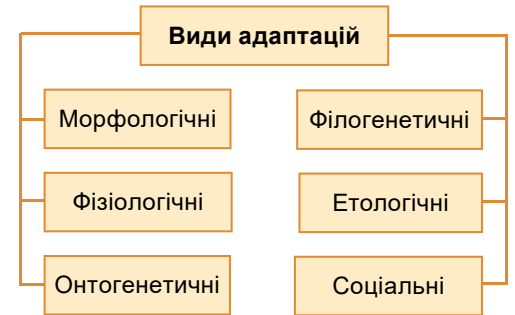 Види адаптацій
Морфологічні
Філогенетичні
Фізіологічні
Етологічні
Онтогенетичні
Соціальні